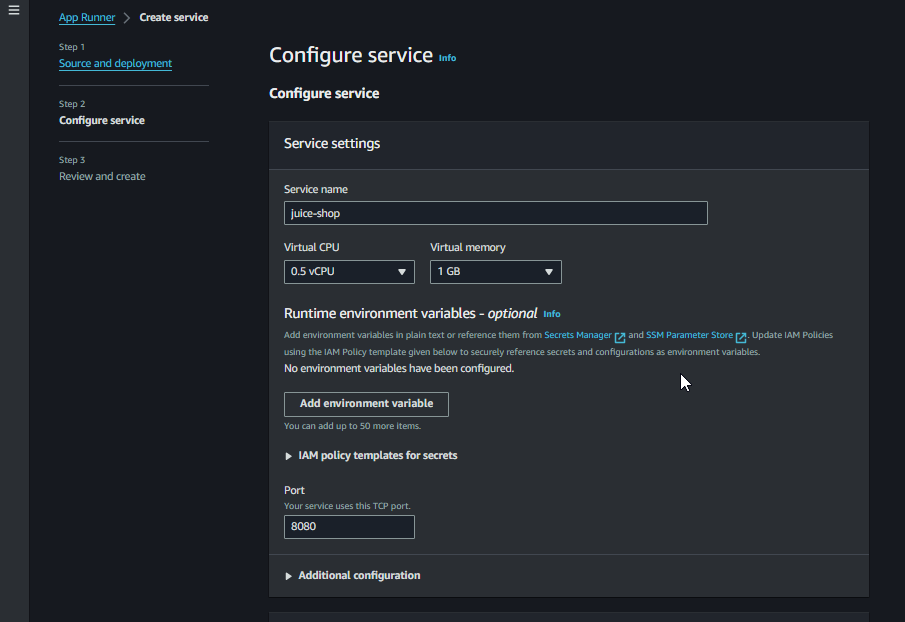 App Runner > Create service
Step 1
Source and deployment
Step 2
Configure service
Step 3
Review and create
Configure service Info
Configure service
Service settings
Service name
juice-shop
Virtual CPU
Virtual memory
0.5 vCPU
1 GB
Runtime environment variables - optional Info
Add environment variables in plain text or reference them from Secrets Manager and SSM Parameter Store. Update IAM Policies
using the IAM Policy template given below to securely reference secrets and configurations as environment variables.
No environment variables have been configured.
Add environment variable
You can add up to 50 more items.
IAM policy templates for secrets
Port
Your service uses this TCP port.
8080
Additional configuration